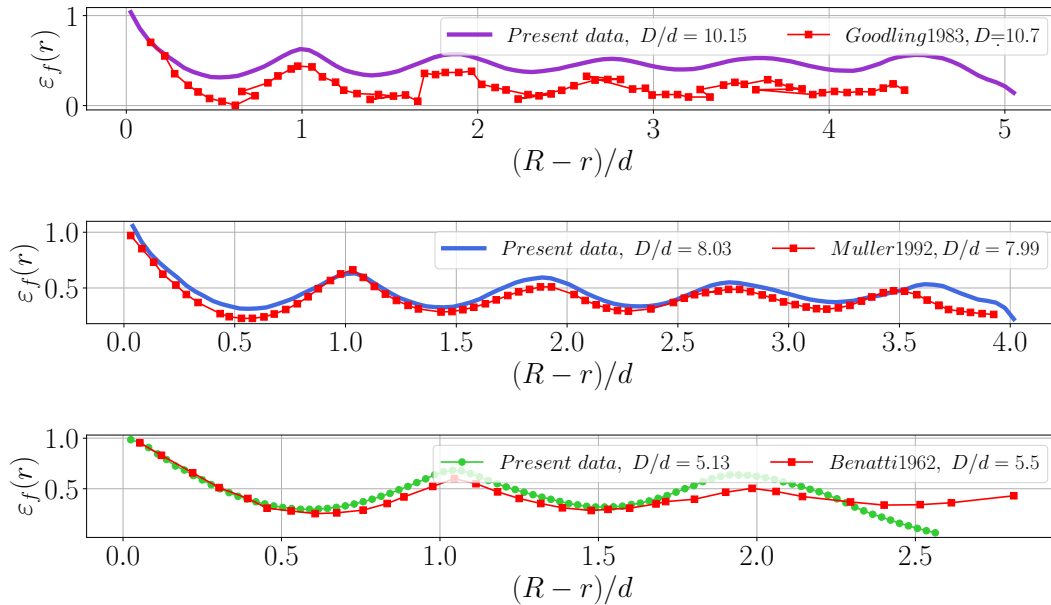 1
0
ε_f(r)
Present data, D/d = 10.15
Goodling1983, D=10.7
0 1 2 3 4 5
(R − r)/d
1.0
0.5
ε_f(r)
Present data, D/d = 8.03
Muller1992, D/d = 7.99
0.0 0.5 1.0 1.5 2.0 2.5 3.0 3.5 4.0
(R − r)/d
1.0
0.5
ε_f(r)
Present data, D/d = 5.13
Benatti1962, D/d = 5.5
0.0 0.5 1.0 1.5 2.0 2.5
(R − r)/d